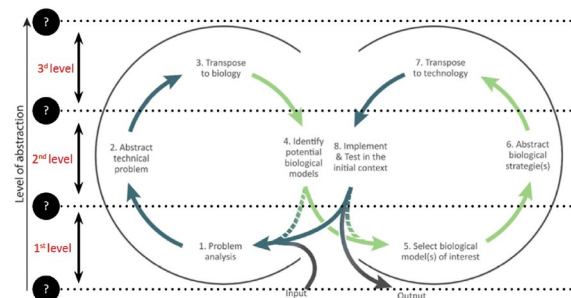 ?
3ᵈ level
?
2ⁿᵈ level
?
1ˢᵗ level
?
Level of abstraction
3. Transpose
to biology
7. Transpose
to technology
2. Abstract
technical
problem
4. Identify
potential
biological
models
8. Implement
& Test in the
initial context
6. Abstract
biological
strategie(s)
1. Problem
analysis
5. Select biological
model(s) of interest
Input
Output